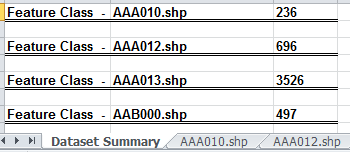 Feature Class - AAA010.shp 236
Feature Class - AAA012.shp 696
Feature Class - AAA013.shp 3526
Feature Class - AAB000.shp 497
Dataset Summary AAA010.shp AAA012.shp